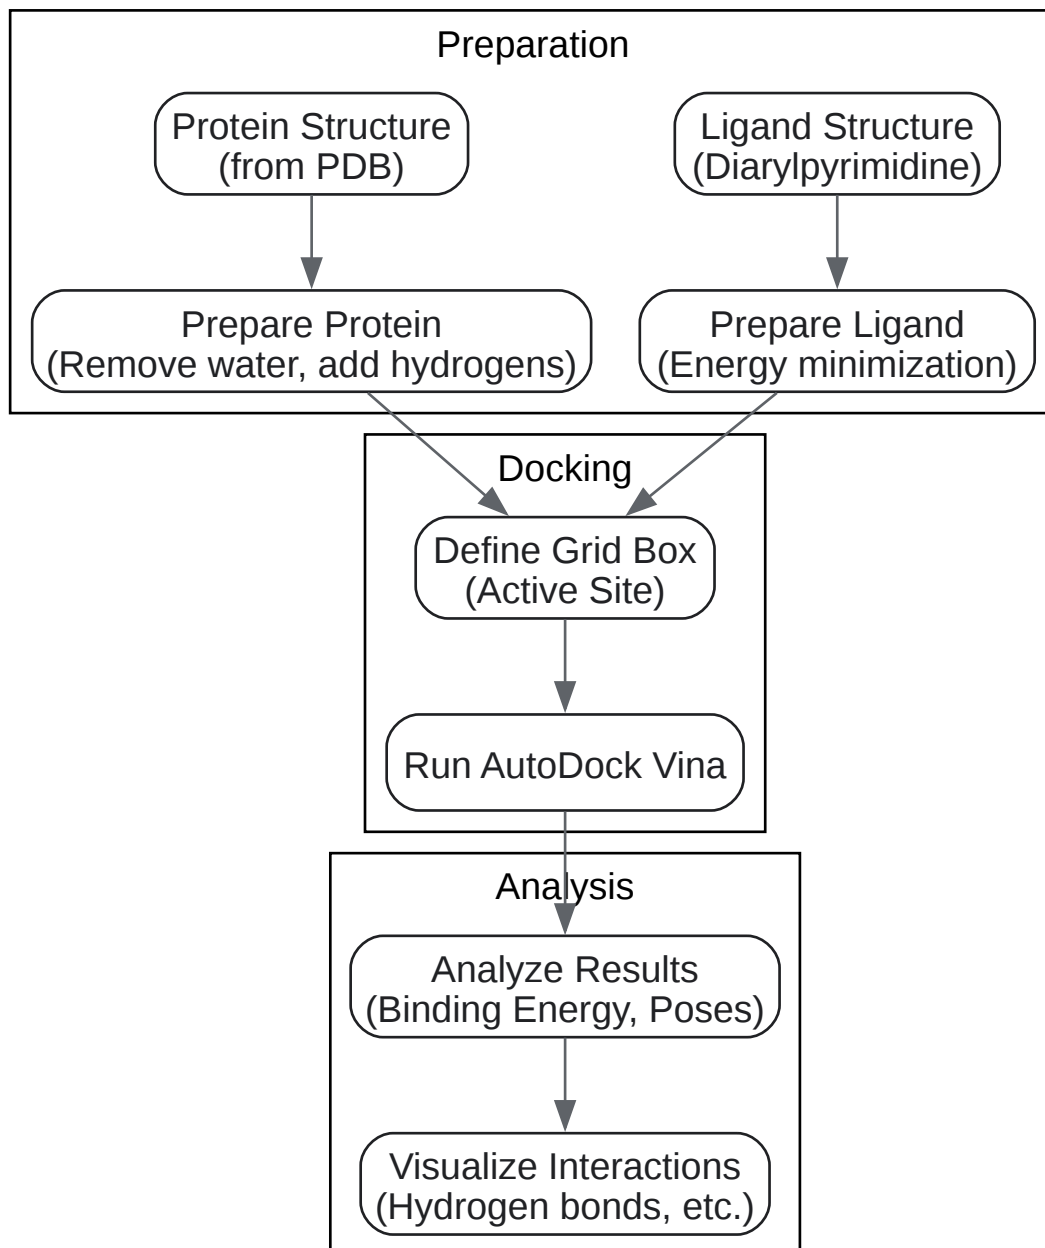 Preparation
Protein Structure
(from PDB)
Ligand Structure
(Diarylpyrimidine)
Prepare Protein
(Remove water, add hydrogens)
Prepare Ligand
(Energy minimization)
Docking
Define Grid Box
(Active Site)
Run AutoDock Vina
Analysis
Analyze Results
(Binding Energy, Poses)
Visualize Interactions
(Hydrogen bonds, etc.)